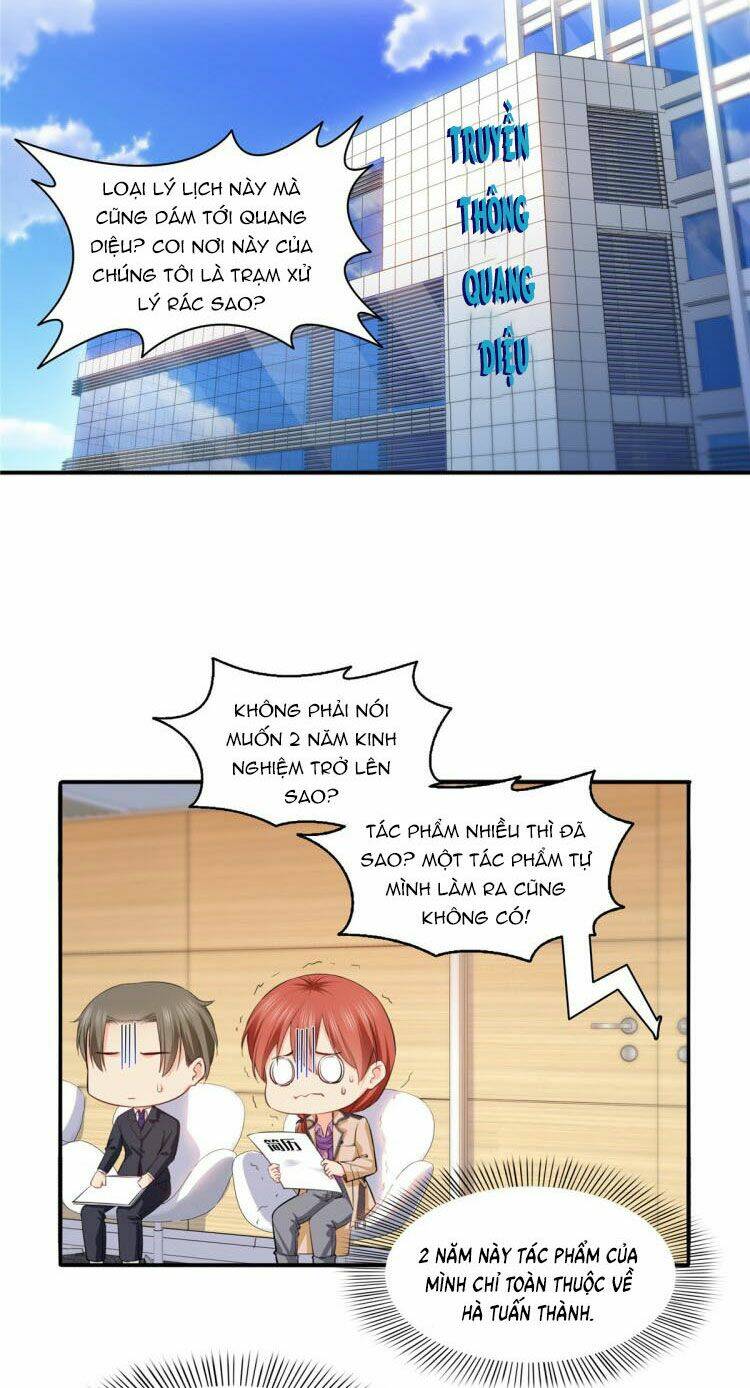 LOẠI LÝ LỊCH NÀY MÀ
CŨNG DÁM TỚI QUANG
DIỆU? COI NƠI NÀY CỦA
CHÚNG TÔI LÀ TRẠM XỬ
LÝ RÁC SAO?
TRUYỀN
THÔNG
QUANG
DIỆU
KHÔNG PHẢI NÓI
MUỐN 2 NĂM KINH
NGHIỆM TRỞ LÊN
SAO?
TÁC PHẨM NHIỀU THÌ ĐÃ
SAO? MỘT TÁC PHẨM TỰ
MÌNH LÀM RA CŨNG
KHÔNG CÓ!
简历
2 NĂM NÀY TÁC PHẨM CỦA
MÌNH CHỈ TOÀN THUỘC VỀ
HÀ TUẤN THÀNH.